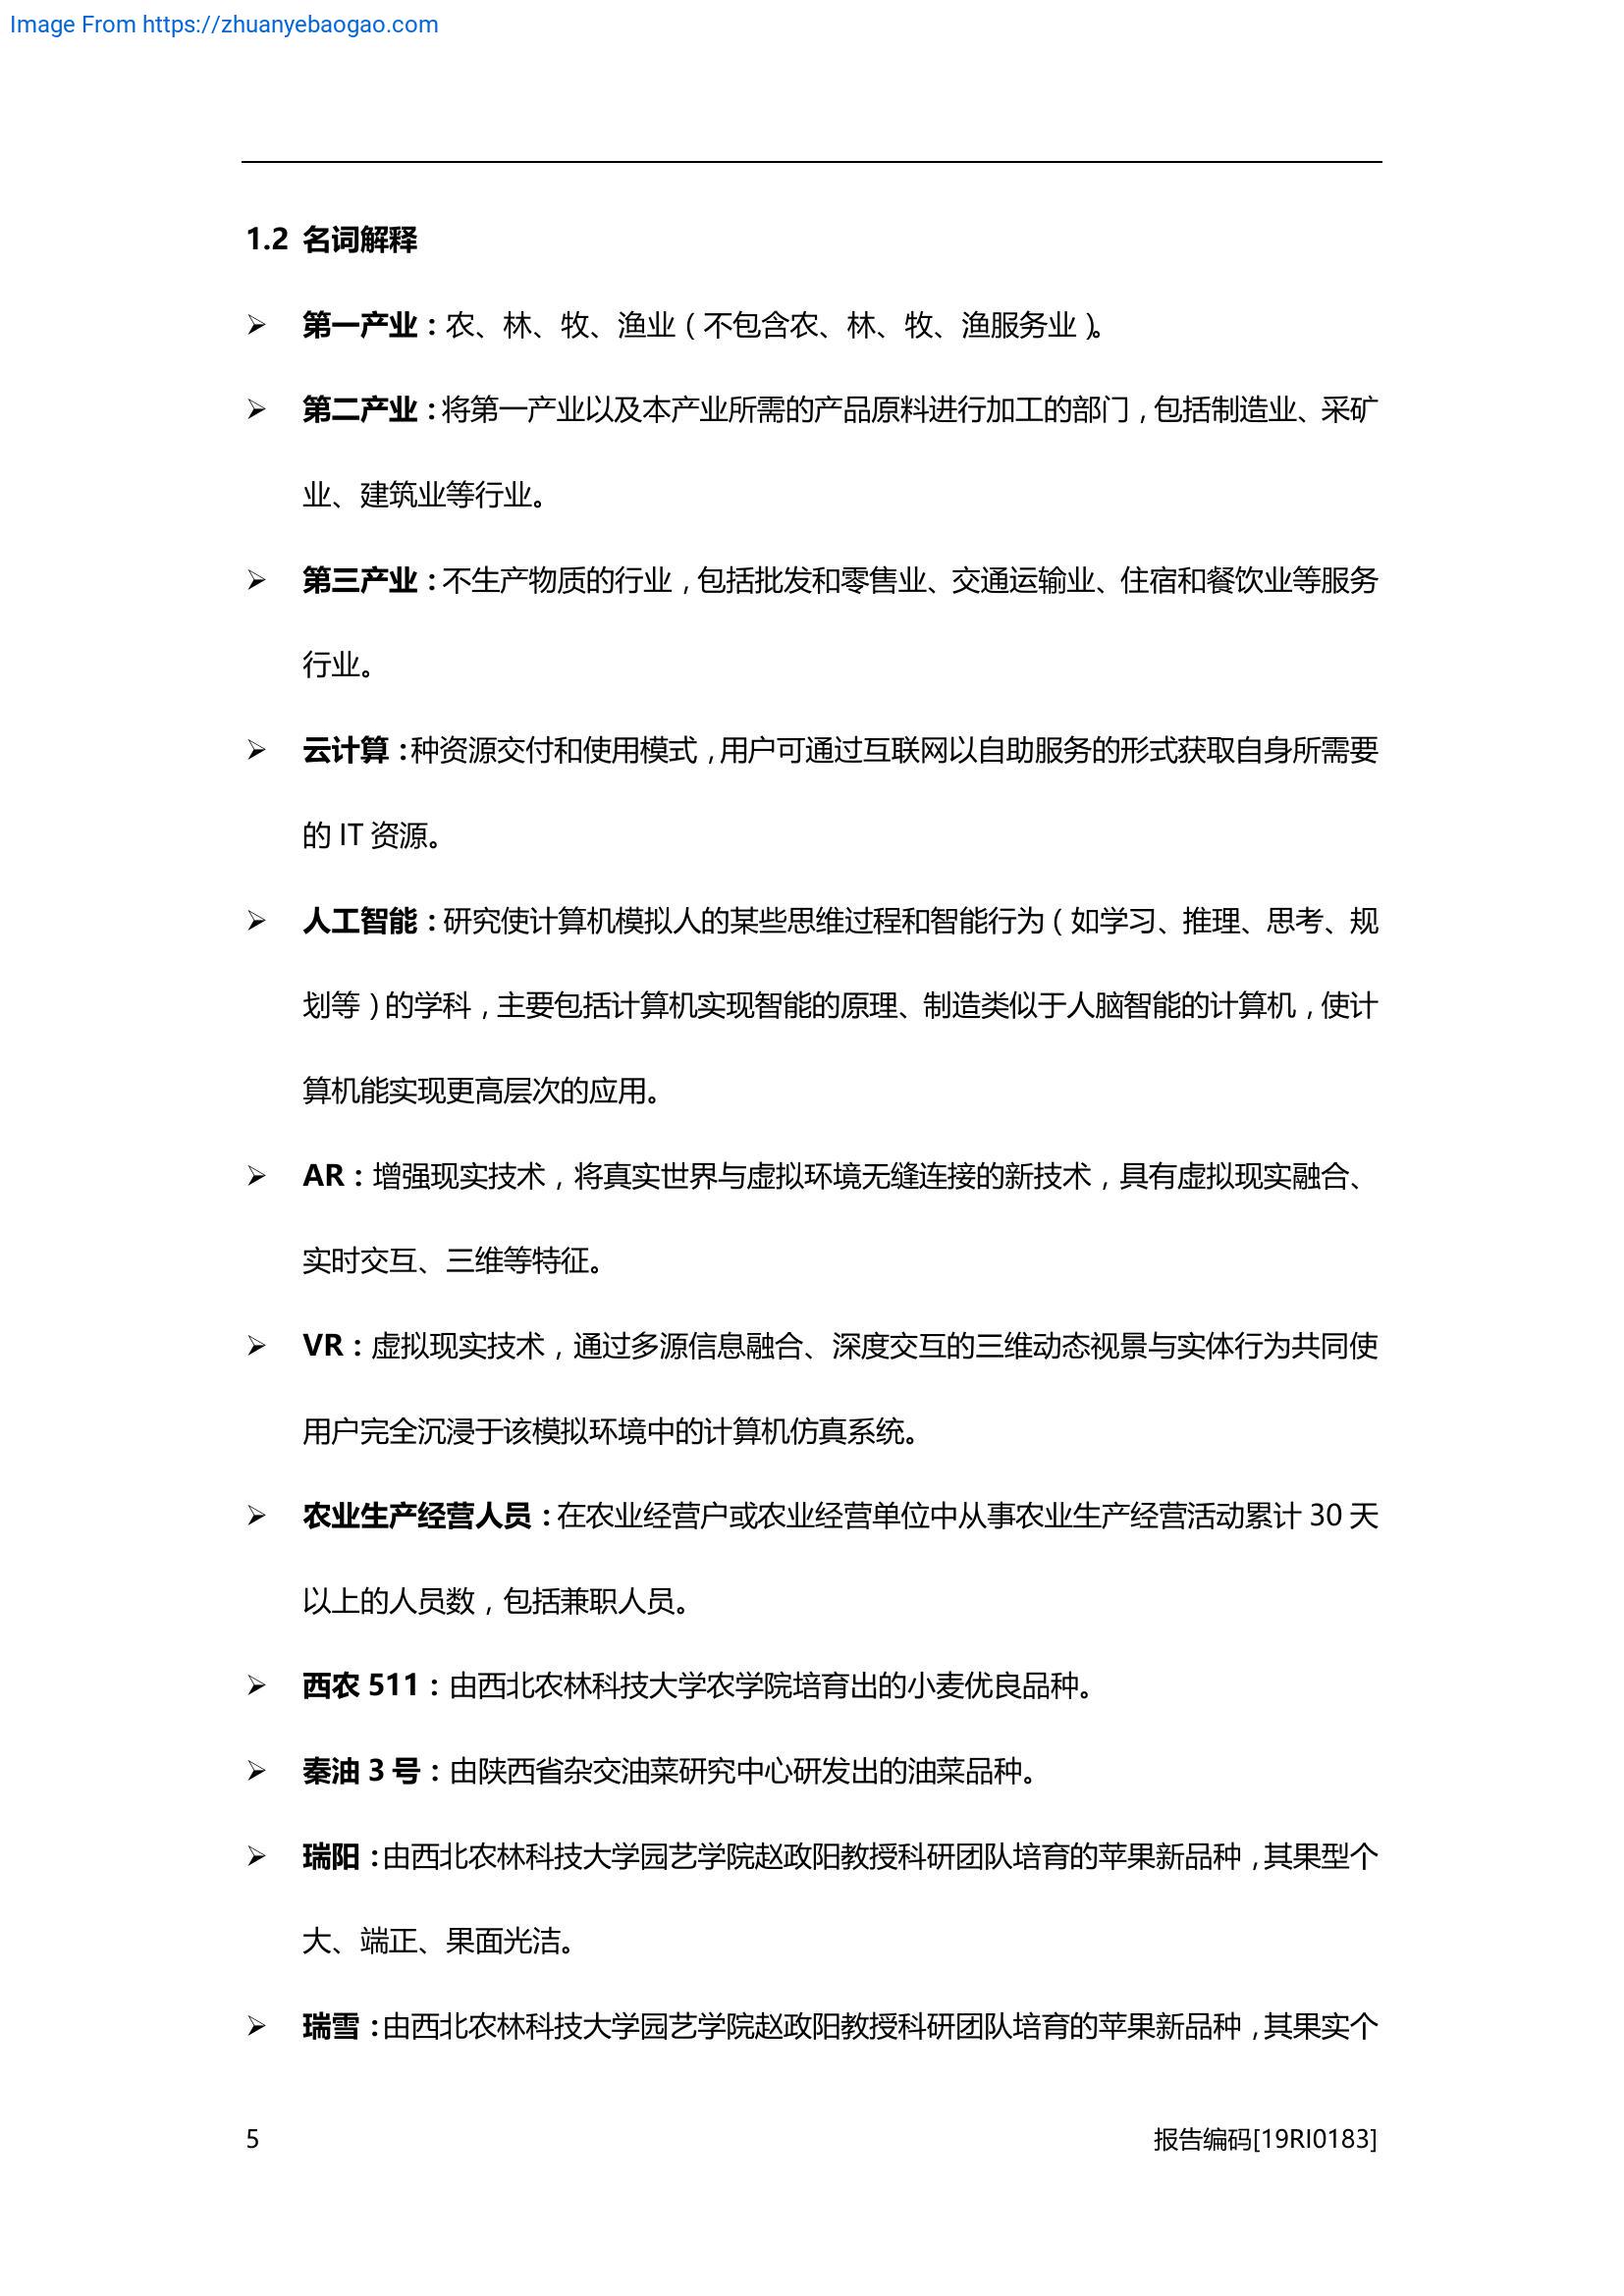 Image From https://zhuanyebaogao.com
1.2 名词解释
➢ 第一产业：农、林、牧、渔业（不包含农、林、牧、渔服务业）。
➢ 第二产业：将第一产业以及本产业所需的产品原料进行加工的部门，包括制造业、采矿
业、建筑业等行业。
➢ 第三产业：不生产物质的行业，包括批发和零售业、交通运输业、住宿和餐饮业等服务
行业。
➢ 云计算：种资源交付和使用模式，用户可通过互联网以自助服务的形式获取自身所需要
的 IT 资源。
➢ 人工智能：研究使计算机模拟人的某些思维过程和智能行为（如学习、推理、思考、规
划等）的学科，主要包括计算机实现智能的原理、制造类似于人脑智能的计算机，使计
算机能实现更高层次的应用。
➢ AR：增强现实技术，将真实世界与虚拟环境无缝连接的新技术，具有虚拟现实融合、
实时交互、三维等特征。
➢ VR：虚拟现实技术，通过多源信息融合、深度交互的三维动态视景与实体行为共同使
用户完全沉浸于该模拟环境中的计算机仿真系统。
➢ 农业生产经营人员：在农业经营户或农业经营单位中从事农业生产经营活动累计 30 天
以上的人员数，包括兼职人员。
➢ 西农 511：由西北农林科技大学农学院培育出的小麦优良品种。
➢ 秦油 3 号：由陕西省杂交油菜研究中心研发出的油菜品种。
➢ 瑞阳：由西北农林科技大学园艺学院赵政阳教授科研团队培育的苹果新品种，其果型个
大、端正、果面光洁。
➢ 瑞雪：由西北农林科技大学园艺学院赵政阳教授科研团队培育的苹果新品种，其果实个
5 报告编码[19RI0183]